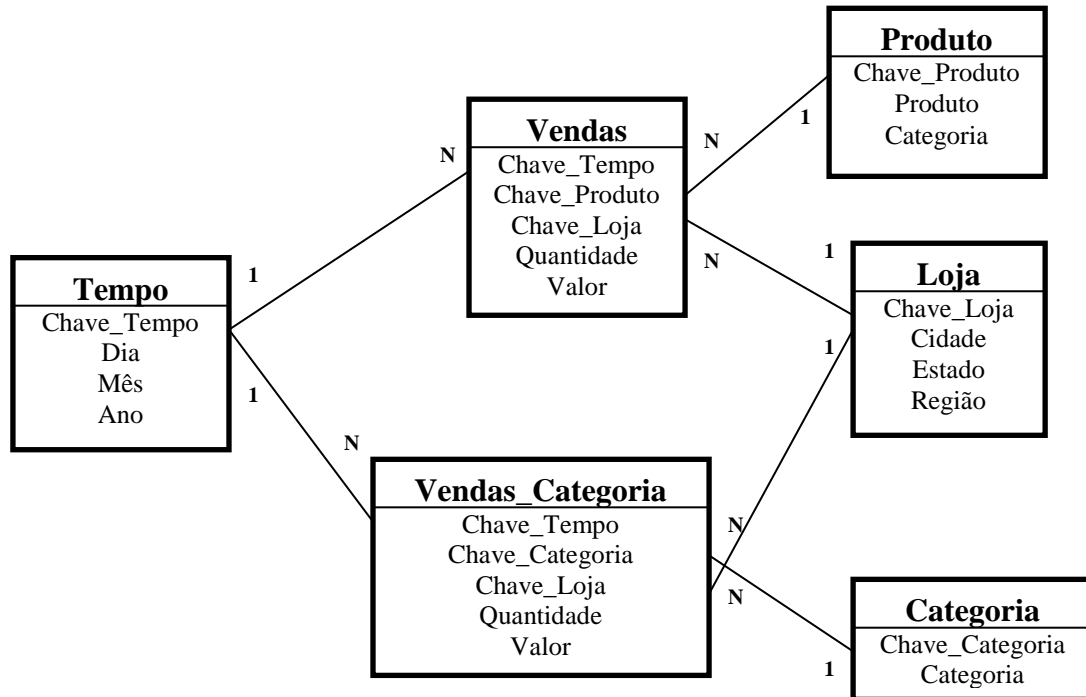 Produto
Chave_Produto
Produto
Categoria
1
N
Vendas
Chave_Tempo
Chave_Produto
Chave_Loja
Quantidade
Valor
N
N
1
Loja
Chave_Loja
Cidade
Estado
Região
1
1
Tempo
Chave_Tempo
Dia
Mês
Ano
1
N
Vendas_Categoria
Chave_Tempo
Chave_Categoria
Chave_Loja
Quantidade
Valor
N
N
1
Categoria
Chave_Categoria
Categoria